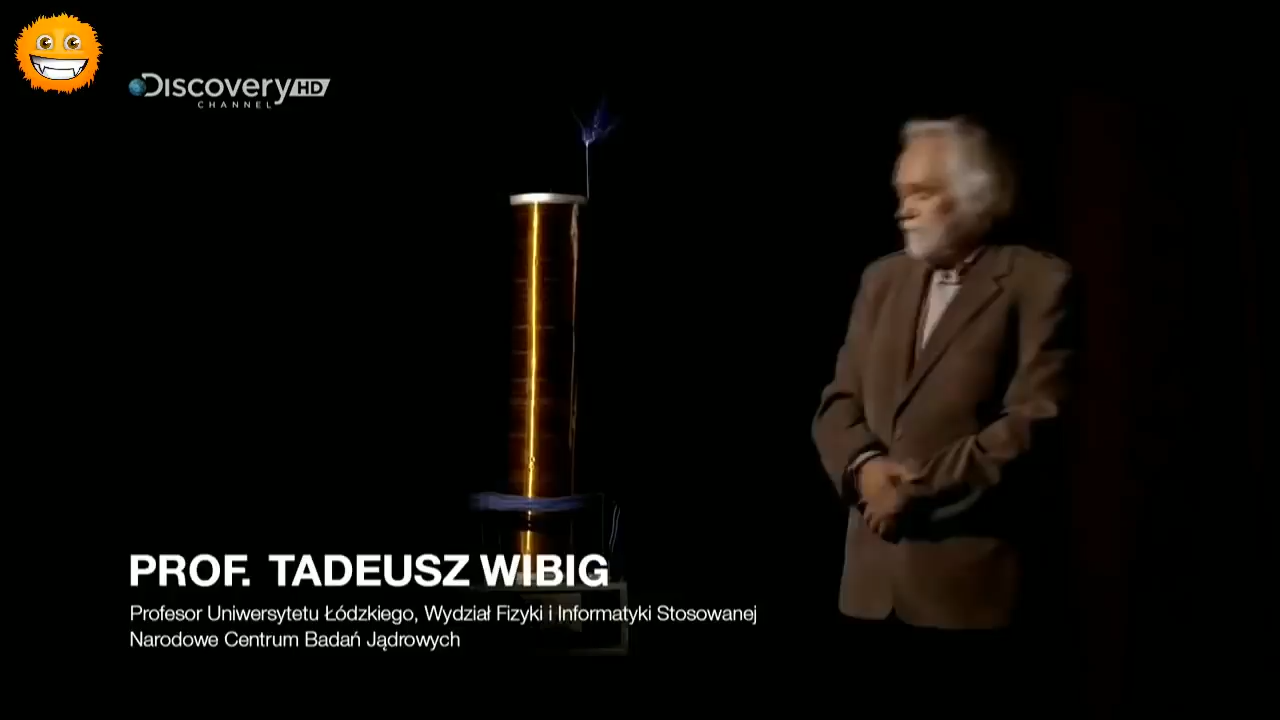 Discovery HD
CHANNEL
PROF. TADEUSZ WIBIG
Profesor Uniwersytetu Łódzkiego, Wydział Fizyki i Informatyki Stosowanej
Narodowe Centrum Badań Jądrowych